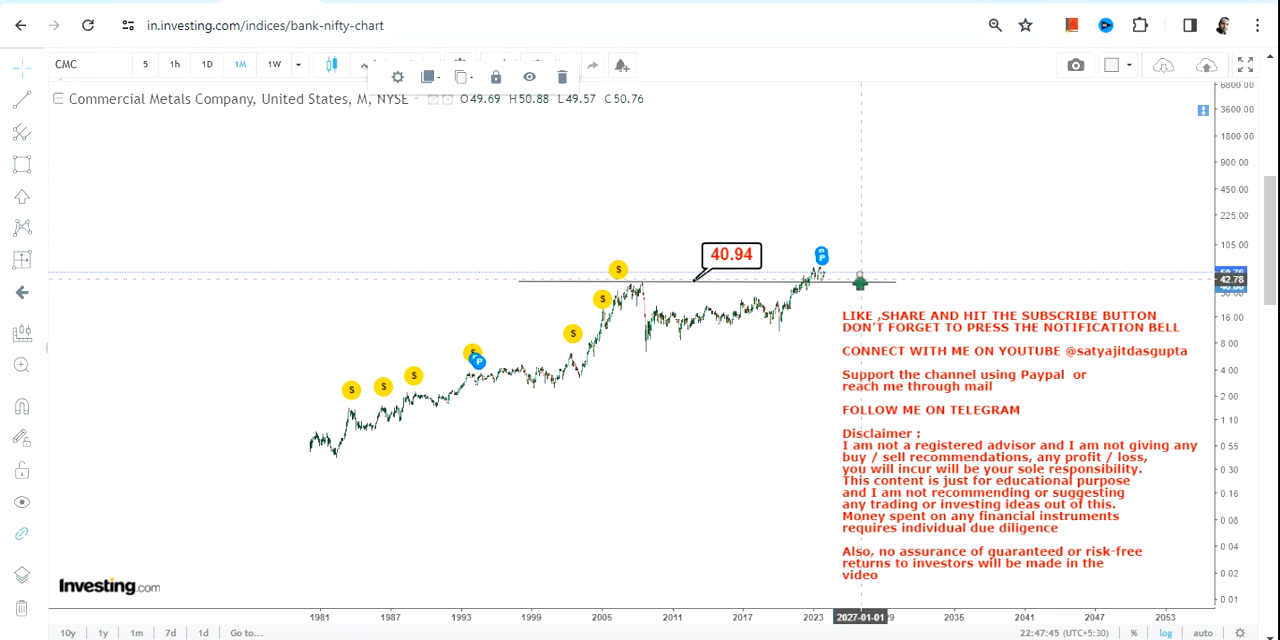 in.investing.com/indices/bank-nifty-chart
CMC 5 1h 1D 1M 1W
Commercial Metals Company, United States, M, NYSE O49.69 H50.88 L49.57 C50.76
3600.00
1800.00
900.00
450.00
225.00
105.00
42.78
16.00
8.00
4.00
2.00
1.10
0.55
0.30
0.16
0.08
0.04
0.02
0.01
40.94
S
S
S
S
S
S
S
P
P
LIKE ,SHARE AND HIT THE SUBSCRIBE BUTTON
DON'T FORGET TO PRESS THE NOTIFICATION BELL
CONNECT WITH ME ON YOUTUBE @satyajitdasgupta
Support the channel using Paypal or
reach me through mail
FOLLOW ME ON TELEGRAM
Disclaimer :
I am not a registered advisor and I am not giving any
buy / sell recommendations, any profit / loss,
you will incur will be your sole responsibility.
This content is just for educational purpose
and I am not recommending or suggesting
any trading or investing ideas out of this.
Money spent on any financial instruments
requires individual due diligence
Also, no assurance of guaranteed or risk-free
returns to investors will be made in the
video
Investing.com
1981 1987 1993 1999 2005 2011 2017 2023 2027-01-01 2035 2041 2047 2053
10y 1y 1m 7d 1d Go to... 22:47:45 (UTC+5:30) % log auto